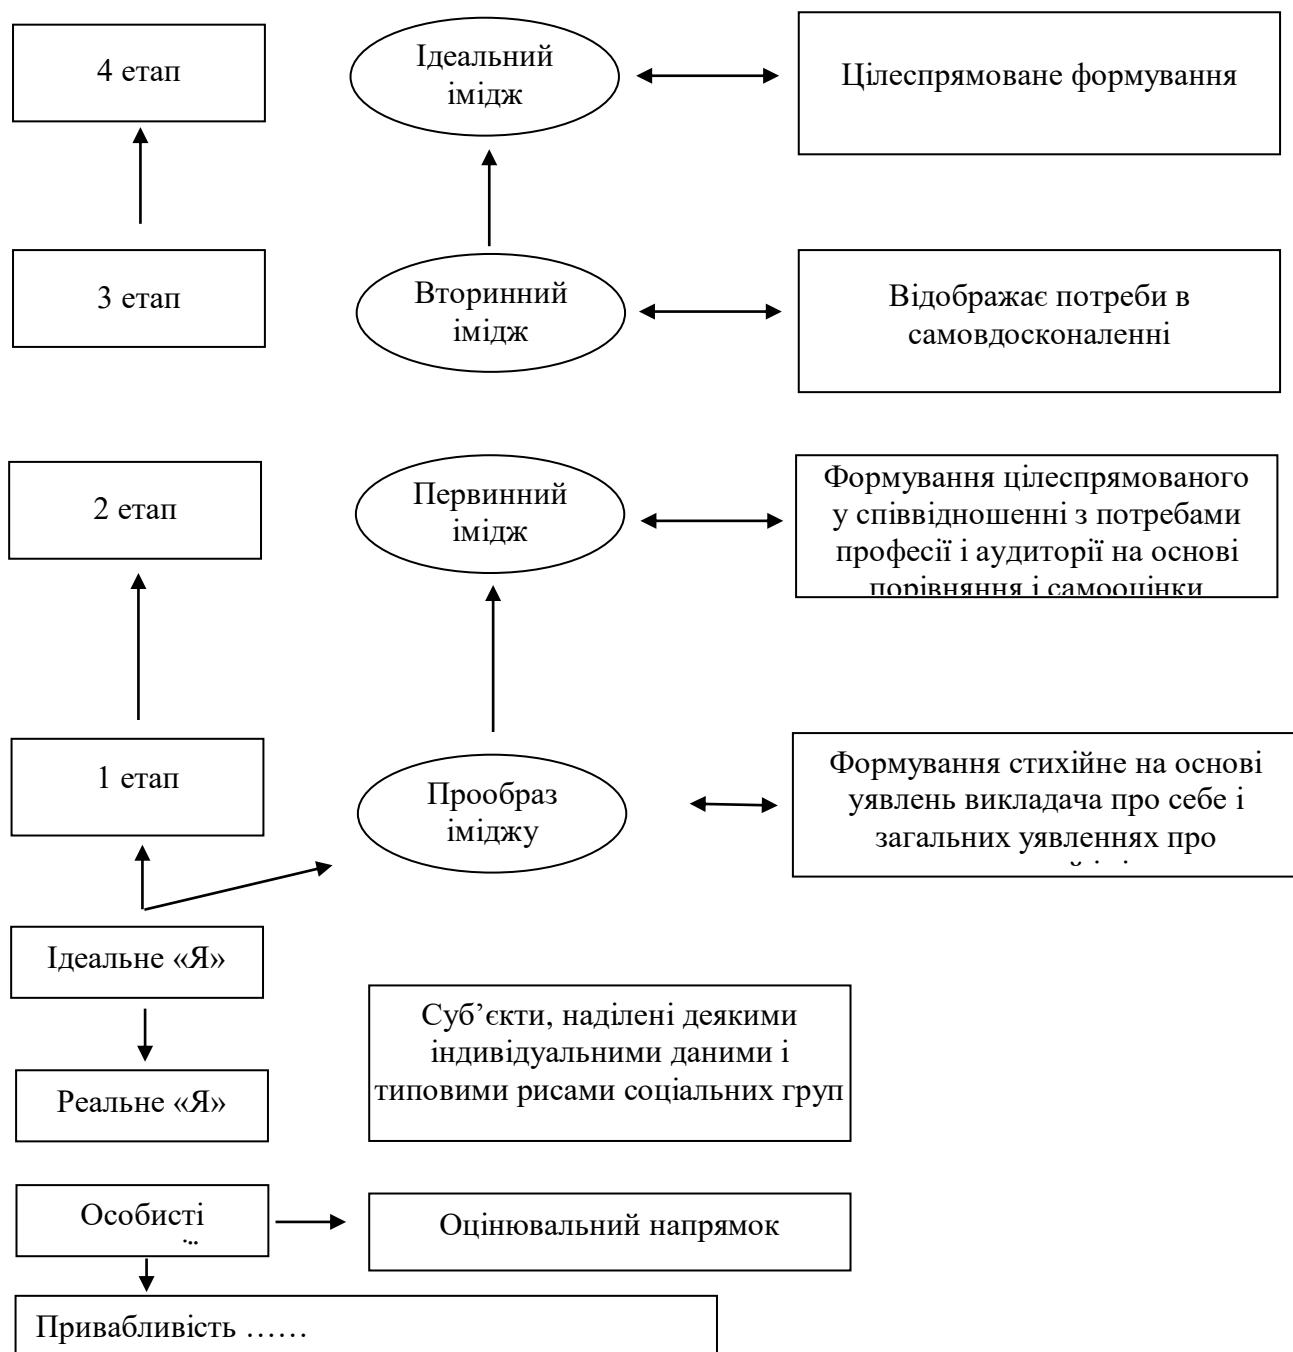 4 етап
Ідеальний
імідж
Цілеспрямоване формування
3 етап
Вторинний
імідж
Відображає потреби в
самовдосконаленні
2 етап
Первинний
імідж
Формування цілеспрямованого
у співвідношенні з потребами
професії і аудиторії на основі
порівняння і самооцінки
1 етап
Прообраз
іміджу
Формування стихійне на основі
уявлень викладача про себе і
загальних уявленнях про
Ідеальне «Я»
Суб’єкти, наділені деякими
індивідуальними даними і
типовими рисами соціальних груп
Реальне «Я»
Особисті
Оцінювальний напрямок
Привабливість ……